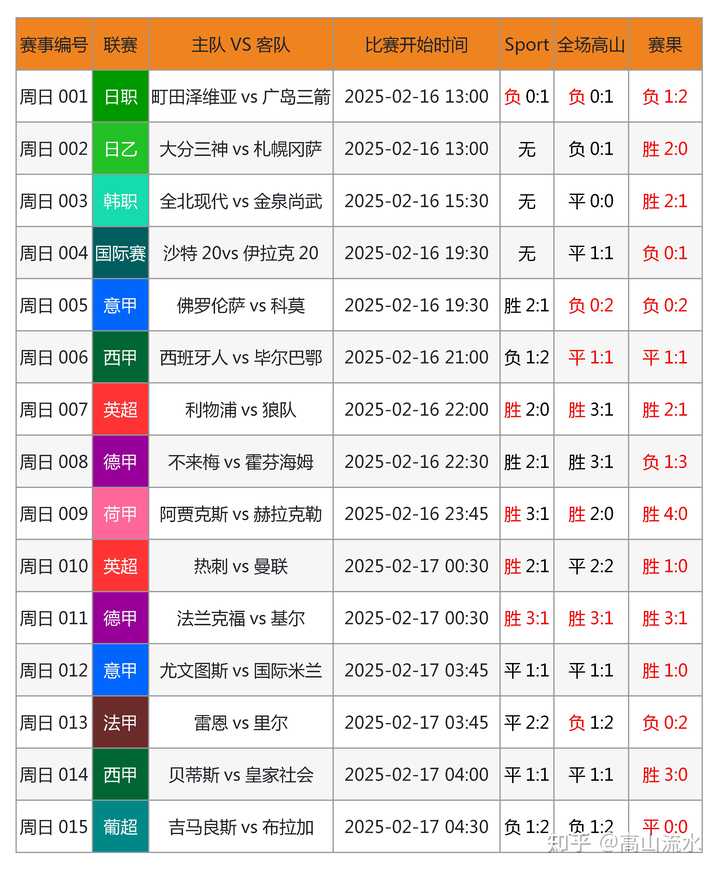 赛事编号 联赛 主队 VS 客队 比赛开始时间 Sport 全场高山 赛果
周日 001 日职 町田泽维亚 vs 广岛三箭 2025-02-16 13:00 负 0:1 负 0:1 负 1:2
周日 002 日乙 大分三神 vs 札幌冈萨 2025-02-16 13:00 无 负 0:1 胜 2:0
周日 003 韩职 全北现代 vs 金泉尚武 2025-02-16 15:30 无 平 0:0 胜 2:1
周日 004 国际赛 沙特 20vs 伊拉克 20 2025-02-16 19:30 无 平 1:1 负 0:1
周日 005 意甲 佛罗伦萨 vs 科莫 2025-02-16 19:30 胜 2:1 负 0:2 负 0:2
周日 006 西甲 西班牙人 vs 毕尔巴鄂 2025-02-16 21:00 负 1:2 平 1:1 平 1:1
周日 007 英超 利物浦 vs 狼队 2025-02-16 22:00 胜 2:0 胜 3:1 胜 2:1
周日 008 德甲 不来梅 vs 霍芬海姆 2025-02-16 22:30 胜 2:1 胜 3:1 负 1:3
周日 009 荷甲 阿贾克斯 vs 赫拉克勒 2025-02-16 23:45 胜 3:1 胜 2:0 胜 4:0
周日 010 英超 热刺 vs 曼联 2025-02-17 00:30 胜 2:1 平 2:2 胜 1:0
周日 011 德甲 法兰克福 vs 基尔 2025-02-17 00:30 胜 3:1 胜 3:1 胜 3:1
周日 012 意甲 尤文图斯 vs 国际米兰 2025-02-17 03:45 平 1:1 平 1:1 胜 1:0
周日 013 法甲 雷恩 vs 里尔 2025-02-17 03:45 平 2:2 负 1:2 负 0:2
周日 014 西甲 贝蒂斯 vs 皇家社会 2025-02-17 04:00 平 1:1 平 1:1 胜 3:0
周日 015 葡超 吉马良斯 vs 布拉加 2025-02-17 04:30 负 1:2 负 1:2 平 0:0
知乎 @高山流水